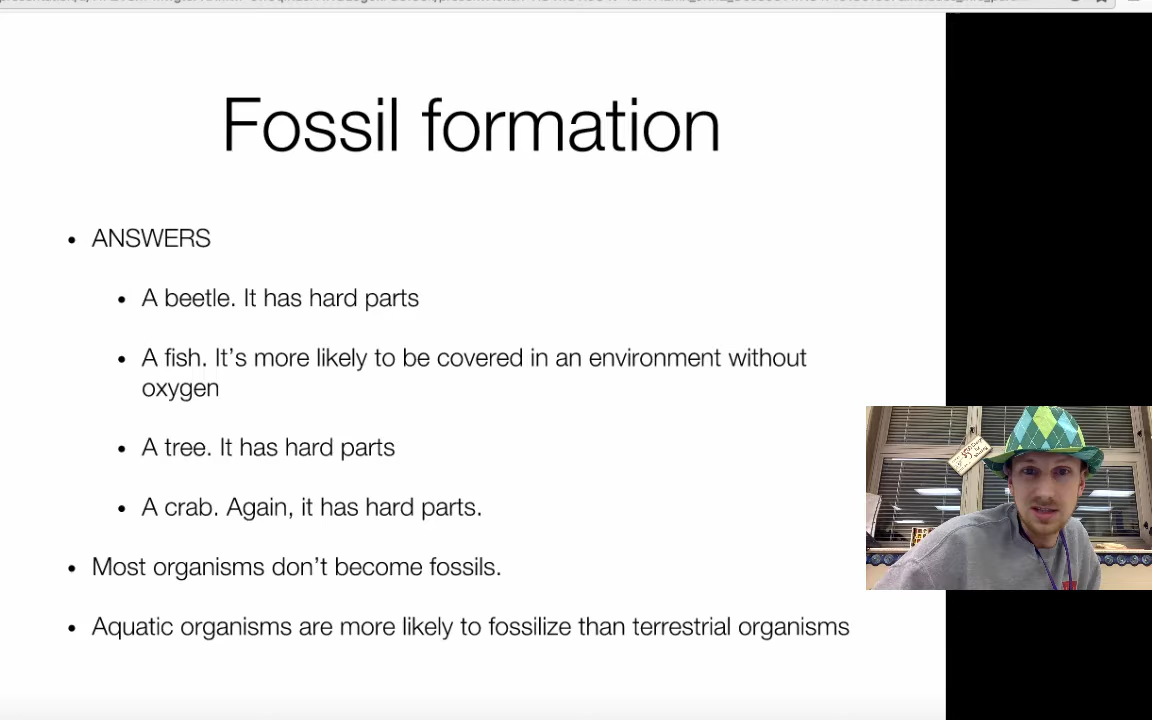 Fossil formation
• ANSWERS
• A beetle. It has hard parts
• A fish. It’s more likely to be covered in an environment without
oxygen
• A tree. It has hard parts
• A crab. Again, it has hard parts.
• Most organisms don’t become fossils.
• Aquatic organisms are more likely to fossilize than terrestrial organisms